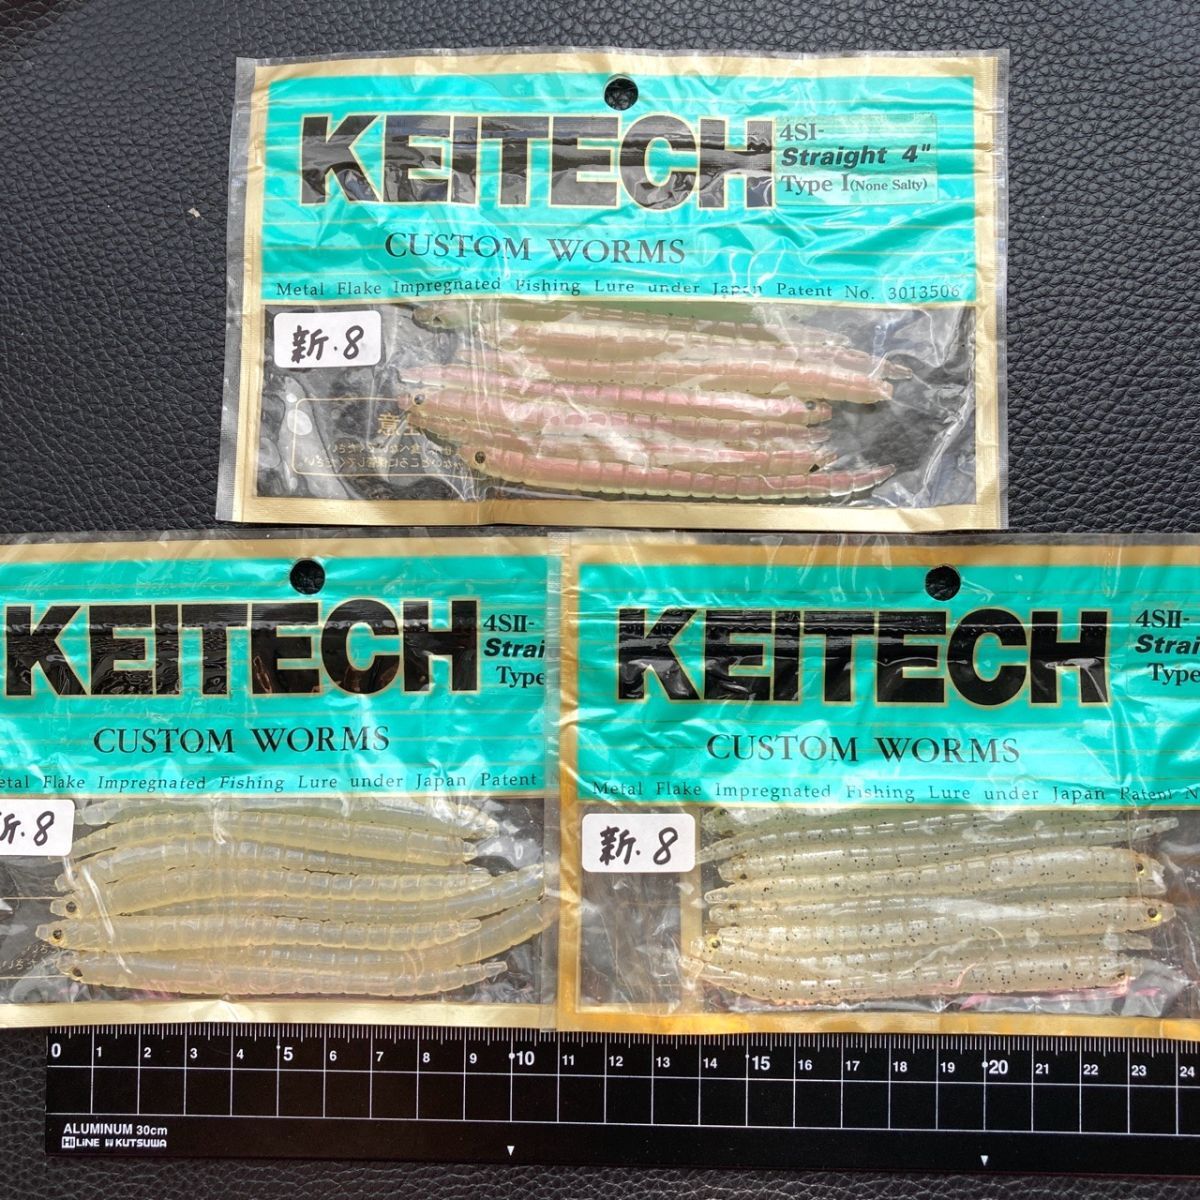 KEITECH
4SI-
Straight 4"
Type I(None Salty)
CUSTOM WORMS
Metal Flake Impregnated Fishing Lure under Japan Patent No. 3013506
新.8
KEITECH
4SII-
Strai
Type
CUSTOM WORMS
etal Flake Impregnated Fishing Lure under Japan Patent N
新.8
KEITECH
4SII-
Strai
Type
CUSTOM WORMS
Metal Flake Impregnated Fishing Lure under Japan Patent N
新.8
0 1 2 3 4 5 6 7 8 9 10 11 12 13 14 15 16 17 18 19 20 21 22 23 24
ALUMINUM 30cm
Hi LiNE KUTSUWA